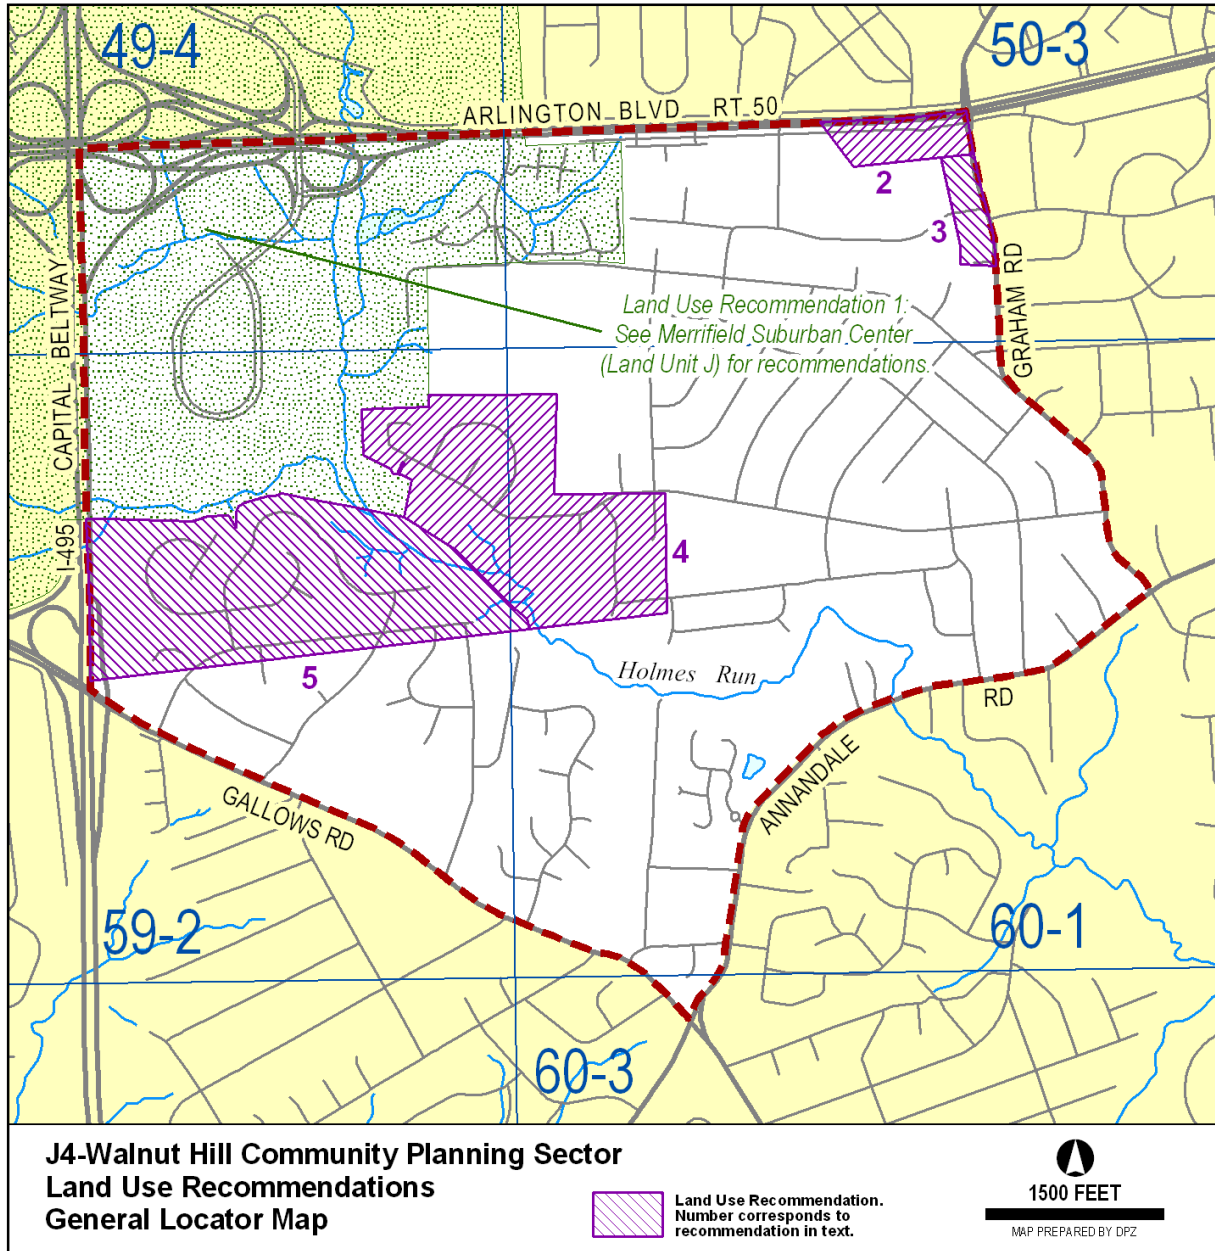 49-4
50-3
ARLINGTON BLVD RT 50
2
3
GRAHAM RD
I-495 CAPITAL BELTWAY
Land Use Recommendation 1:
See Merrifield Suburban Center
(Land Unit J) for recommendations.
4
5
Holmes Run
RD
ANNANDALE
GALLOWS RD
59-2
60-1
60-3
J4-Walnut Hill Community Planning Sector
Land Use Recommendations
General Locator Map
Land Use Recommendation.
Number corresponds to
recommendation in text.
1500 FEET
MAP PREPARED BY DPZ